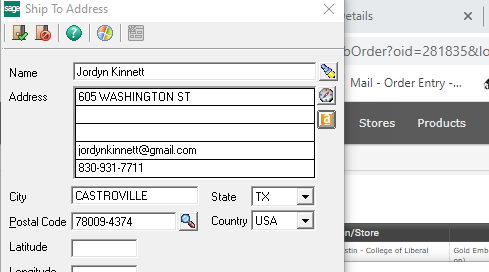 sage Ship To Address
Details
bOrder?oid=281835&lo
Mail - Order Entry -...
Name Jordyn Kinnett
Address 605 WASHINGTON ST
jordynkinnett@gmail.com
830-931-7711
Stores Products
City CASTROVILLE State TX
Postal Code 78009-4374 Country USA
Latitude
Longitude
n/Store
stin - College of Liberal
Gold Emb
on)